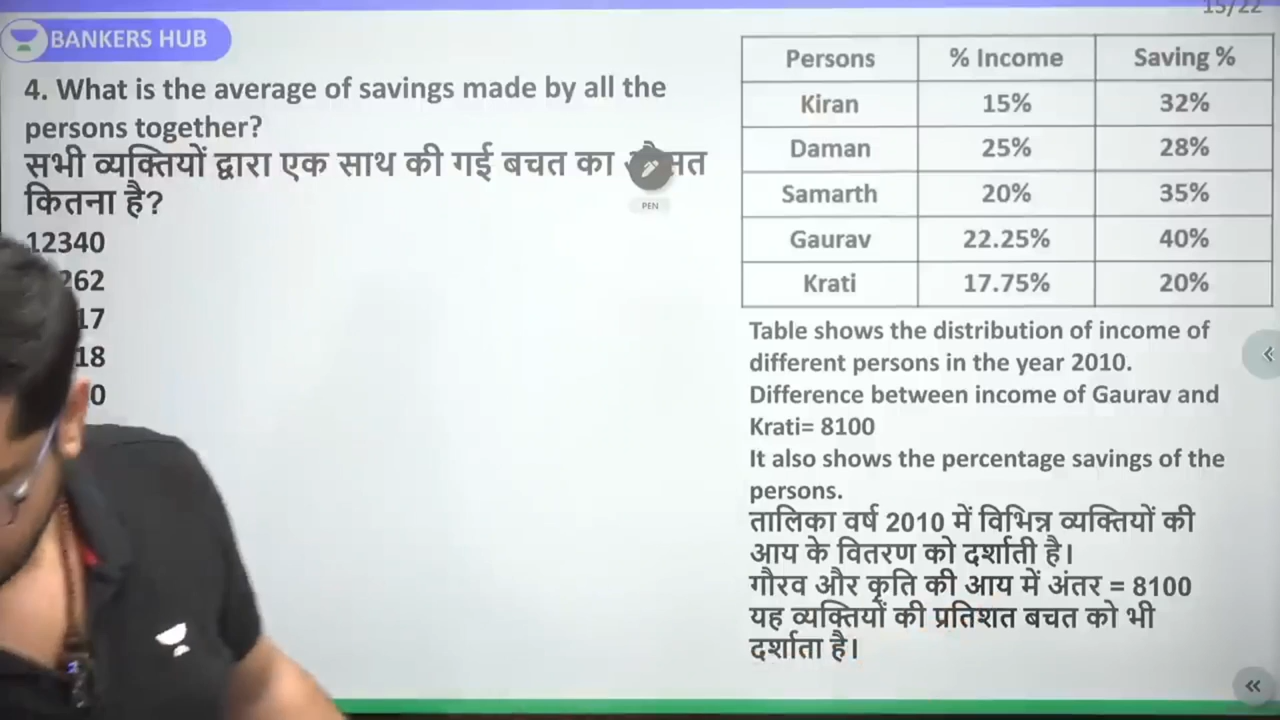 15/22
BANKERS HUB
4. What is the average of savings made by all the
persons together?
सभी व्यक्तियों द्वारा एक साथ की गई बचत का
कितना है?
PEN
12340
262
17
18
0
Persons % Income Saving %
Kiran 15% 32%
Daman 25% 28%
Samarth 20% 35%
Gaurav 22.25% 40%
Krati 17.75% 20%
Table shows the distribution of income of
different persons in the year 2010.
Difference between income of Gaurav and
Krati= 8100
It also shows the percentage savings of the
persons.
तालिका वर्ष 2010 में विभिन्न व्यक्तियों की
आय के वितरण को दर्शाती है।
गौरव और कृति की आय में अंतर = 8100
यह व्यक्तियों की प्रतिशत बचत को भी
दर्शाता है।